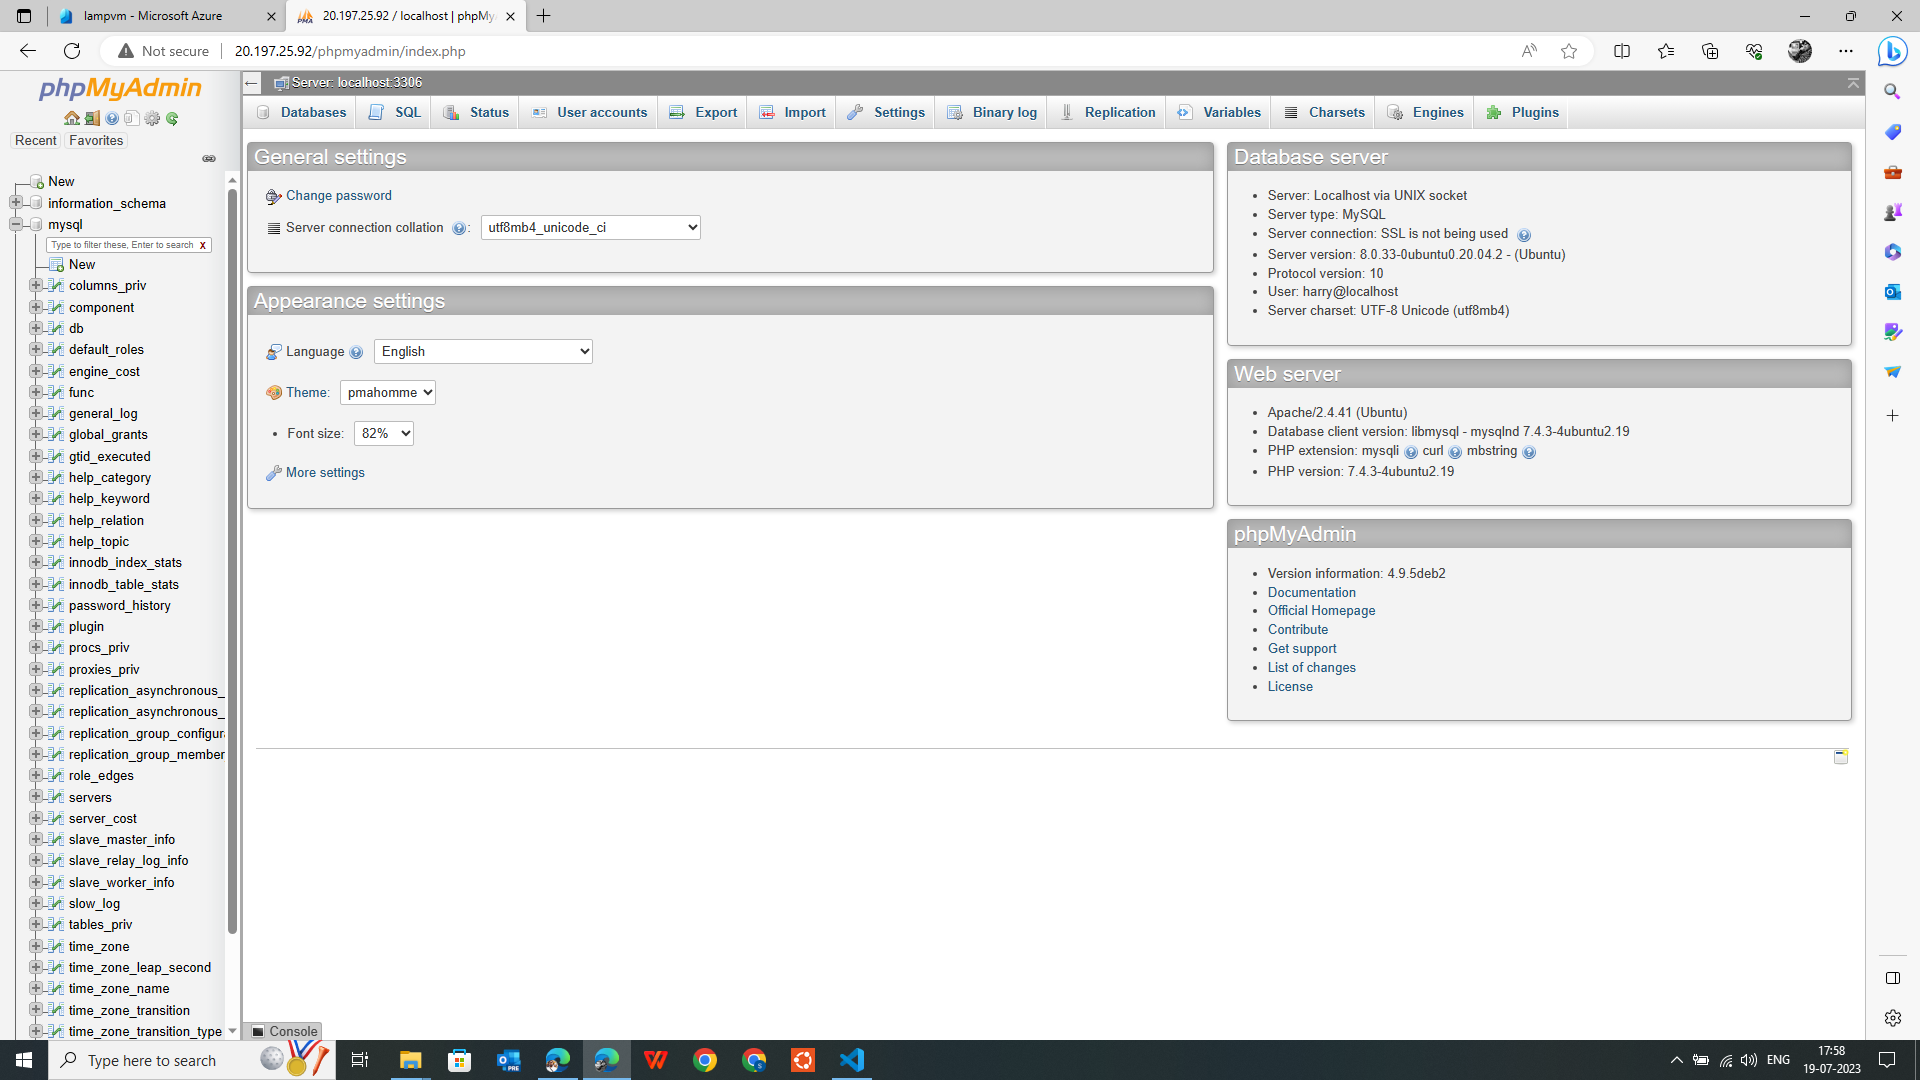 lampvm - Microsoft Azure
20.197.25.92 / localhost | phpMy
Not secure
20.197.25.92/phpmyadmin/index.php
phpMyAdmin
Recent Favorites
New
information_schema
mysql
Type to filter these, Enter to search X
New
columns_priv
component
db
default_roles
engine_cost
func
general_log
global_grants
gtid_executed
help_category
help_keyword
help_relation
help_topic
innodb_index_stats
innodb_table_stats
password_history
plugin
procs_priv
proxies_priv
replication_asynchronous_
replication_asynchronous_
replication_group_configur
replication_group_member
role_edges
servers
server_cost
slave_master_info
slave_relay_log_info
slave_worker_info
slow_log
tables_priv
time_zone
time_zone_leap_second
time_zone_name
time_zone_transition
time_zone_transition_type
Server: localhost:3306
Databases SQL Status User accounts Export Import Settings Binary log Replication Variables Charsets Engines Plugins
General settings
Change password
Server connection collation : utf8mb4_unicode_ci
Appearance settings
Language English
Theme: pmahomme
Font size: 82%
More settings
Database server
Server: Localhost via UNIX socket
Server type: MySQL
Server connection: SSL is not being used
Server version: 8.0.33-0ubuntu0.20.04.2 - (Ubuntu)
Protocol version: 10
User: harry@localhost
Server charset: UTF-8 Unicode (utf8mb4)
Web server
Apache/2.4.41 (Ubuntu)
Database client version: libmysql - mysqlnd 7.4.3-4ubuntu2.19
PHP extension: mysqli curl mbstring
PHP version: 7.4.3-4ubuntu2.19
phpMyAdmin
Version information: 4.9.5deb2
Documentation
Official Homepage
Contribute
Get support
List of changes
License
Console
Type here to search
ENG
17:58
19-07-2023